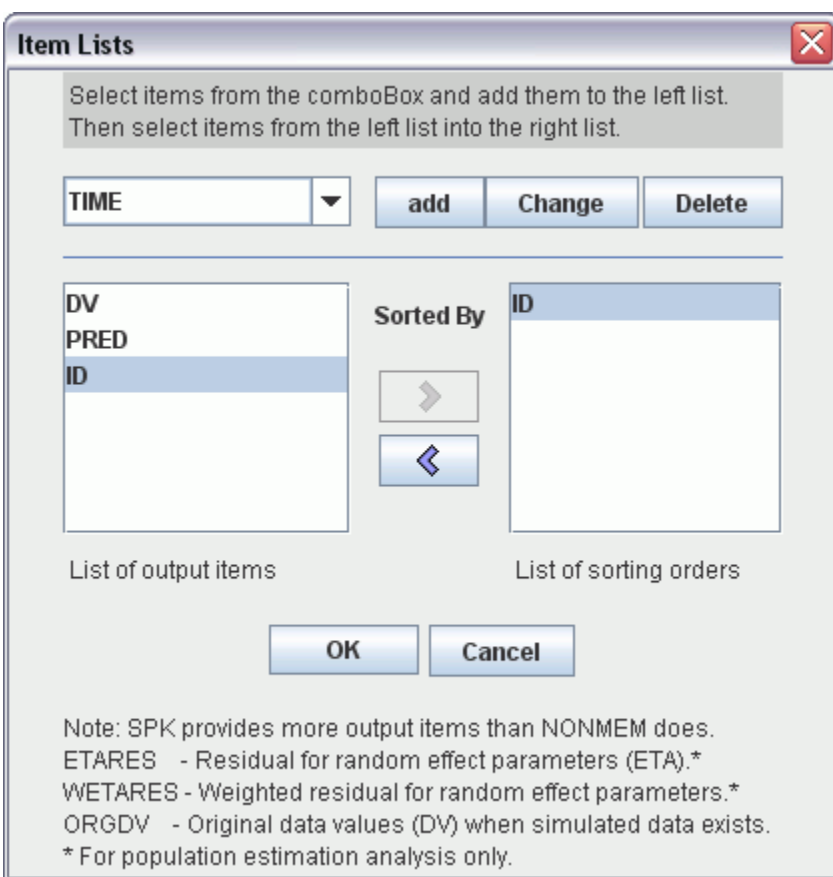 Item Lists
Select items from the comboBox and add them to the left list.
Then select items from the left list into the right list.
TIME
add
Change
Delete
DV
PRED
ID
Sorted By
ID
List of output items
List of sorting orders
OK
Cancel
Note: SPK provides more output items than NONMEM does.
ETARES - Residual for random effect parameters (ETA).*
WETARES - Weighted residual for random effect parameters.*
ORGDV - Original data values (DV) when simulated data exists.
* For population estimation analysis only.